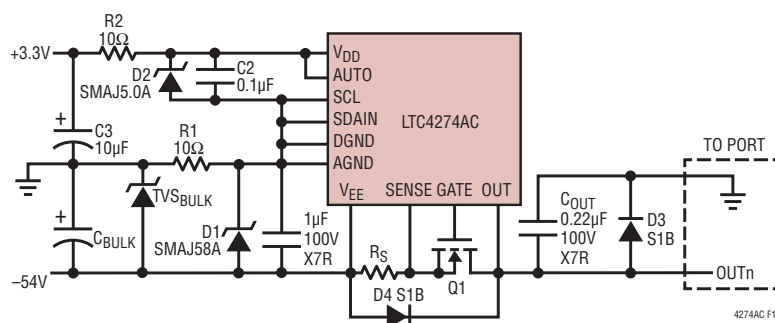 R2
10Ω
+3.3V
D2
SMAJ5.0A
C2
0.1µF
+
C3
10µF
R1
10Ω
+
CBULK
TVSBULK
D1
SMAJ58A
1µF
100V
X7R
–54V
VDD
AUTO
SCL
SDAIN
DGND
AGND
LTC4274AC
VEE
SENSE
GATE
OUT
RS
Q1
D4 S1B
COUT
0.22µF
100V
X7R
D3
S1B
TO PORT
OUTn
4274AC F1